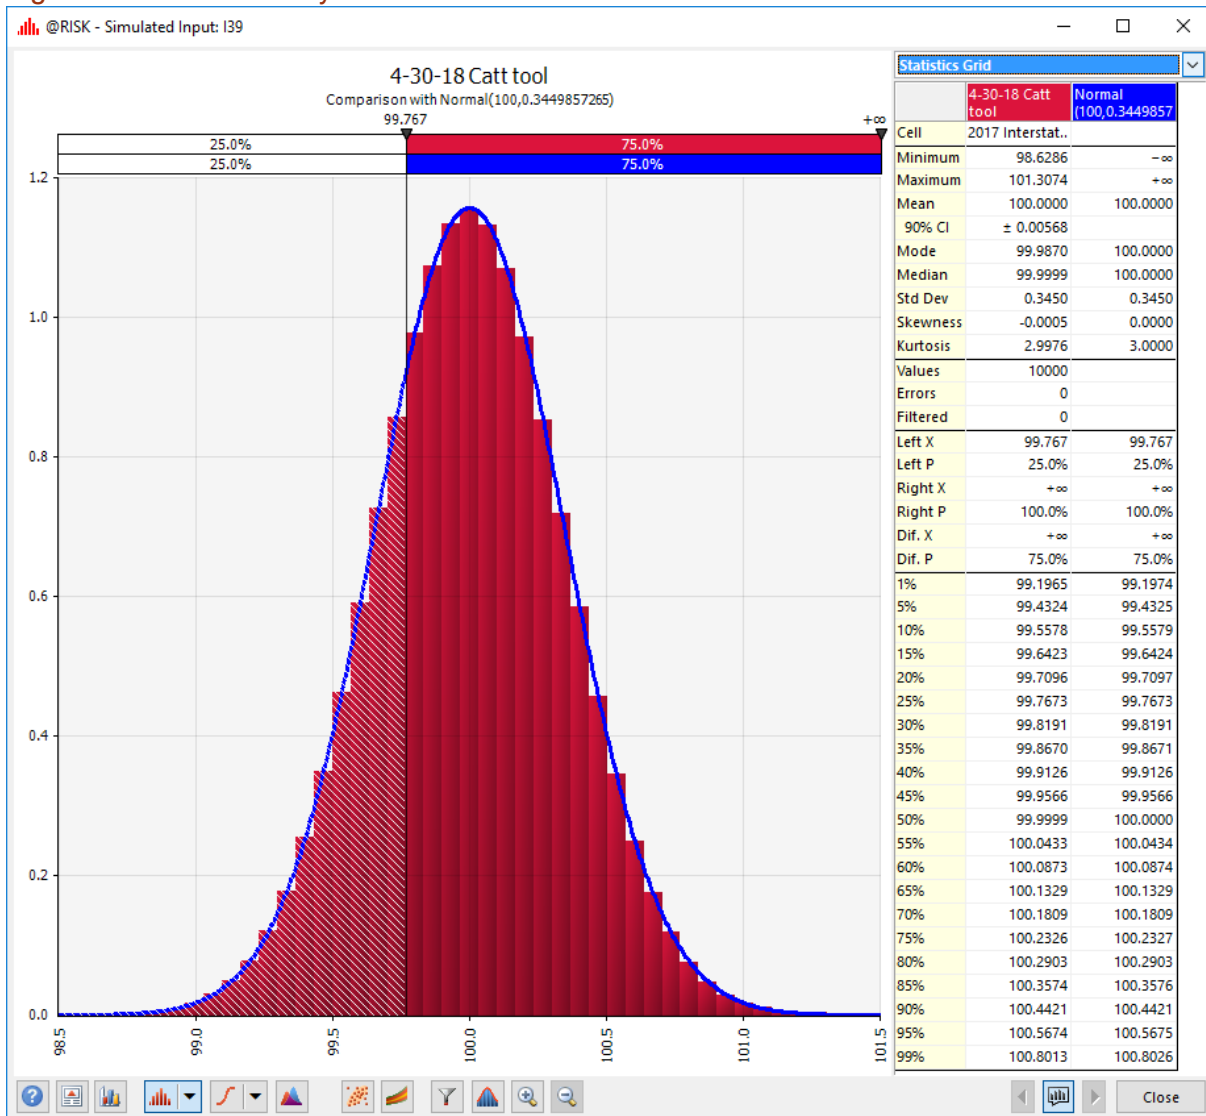 @RISK - Simulated Input: I39
4-30-18 Catt tool
Comparison with Normal(100,0.3449857265)
99.767 +∞
25.0% 75.0%
25.0% 75.0%
1.2
1.0
0.8
0.6
0.4
0.2
0.0
98.5 99.0 99.5 100.0 100.5 101.0 101.5
Statistics Grid
4-30-18 Catt tool Normal (100,0.3449857
Cell 2017 Interstat..
Minimum 98.6286 -∞
Maximum 101.3074 +∞
Mean 100.0000 100.0000
90% CI ± 0.00568
Mode 99.9870 100.0000
Median 99.9999 100.0000
Std Dev 0.3450 0.3450
Skewness -0.0005 0.0000
Kurtosis 2.9976 3.0000
Values 10000
Errors 0
Filtered 0
Left X 99.767 99.767
Left P 25.0% 25.0%
Right X +∞ +∞
Right P 100.0% 100.0%
Dif. X +∞ +∞
Dif. P 75.0% 75.0%
1% 99.1965 99.1974
5% 99.4324 99.4325
10% 99.5578 99.5579
15% 99.6423 99.6424
20% 99.7096 99.7097
25% 99.7673 99.7673
30% 99.8191 99.8191
35% 99.8670 99.8671
40% 99.9126 99.9126
45% 99.9566 99.9566
50% 99.9999 100.0000
55% 100.0433 100.0434
60% 100.0873 100.0874
65% 100.1329 100.1329
70% 100.1809 100.1809
75% 100.2326 100.2327
80% 100.2903 100.2903
85% 100.3574 100.3576
90% 100.4421 100.4421
95% 100.5674 100.5675
99% 100.8013 100.8026
Close